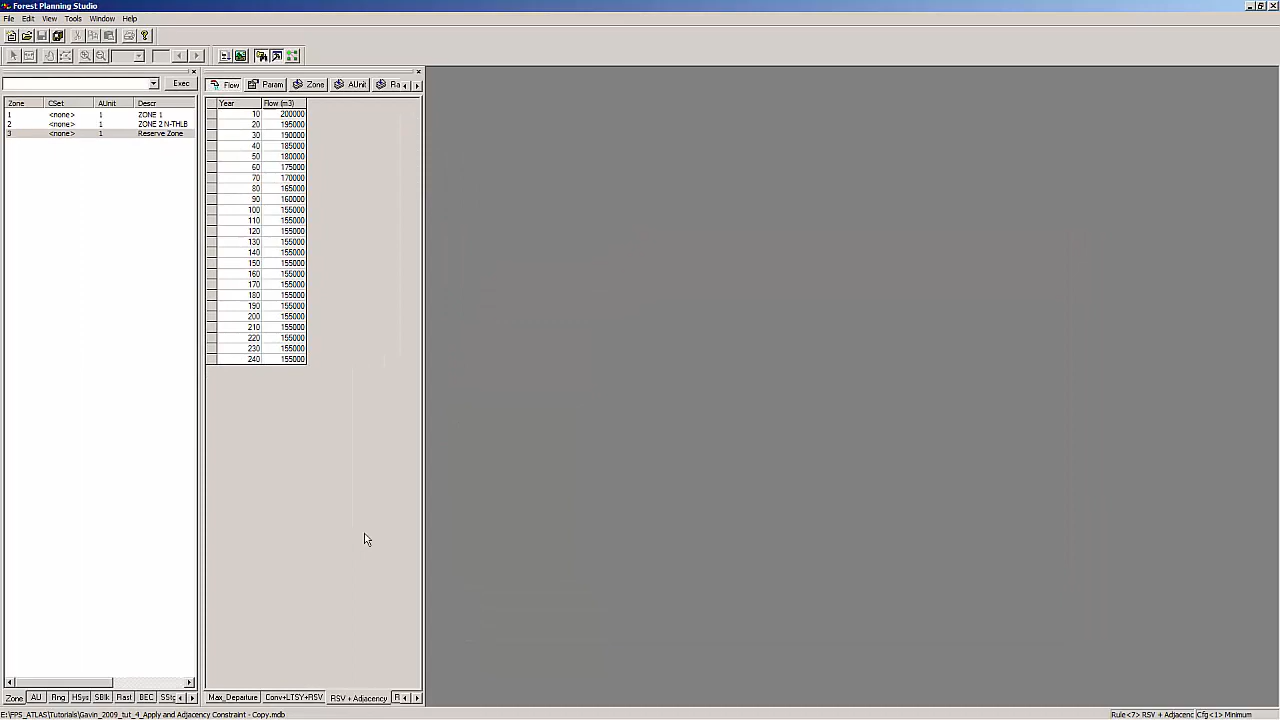 Forest Planning Studio
File Edit View Tools Window Help
Exec
Zone CSet AUnit Descr
1 <none> 1 ZONE 1
2 <none> 1 ZONE 2 N-THLB
3 <none> 1 Reserve Zone
Flow Param Zone AUnit
Year Flow (m3)
10 200000
20 195000
30 190000
40 185000
50 180000
60 175000
70 170000
80 165000
90 160000
100 155000
110 155000
120 155000
130 155000
140 155000
150 155000
160 155000
170 155000
180 155000
190 155000
200 155000
210 155000
220 155000
230 155000
240 155000
Zone AU Rng HSys SBlk Rast BEC SStg
Max_Departure Conv+LTSY+RSV RSV + Adjacency
E:\FPS_ATLAS\Tutorials\Gavin_2009_tut_4_Apply and Adjacency Constraint - Copy.mdb
Rule<7> RSV + Adjacenc Cfg<1> Minimum